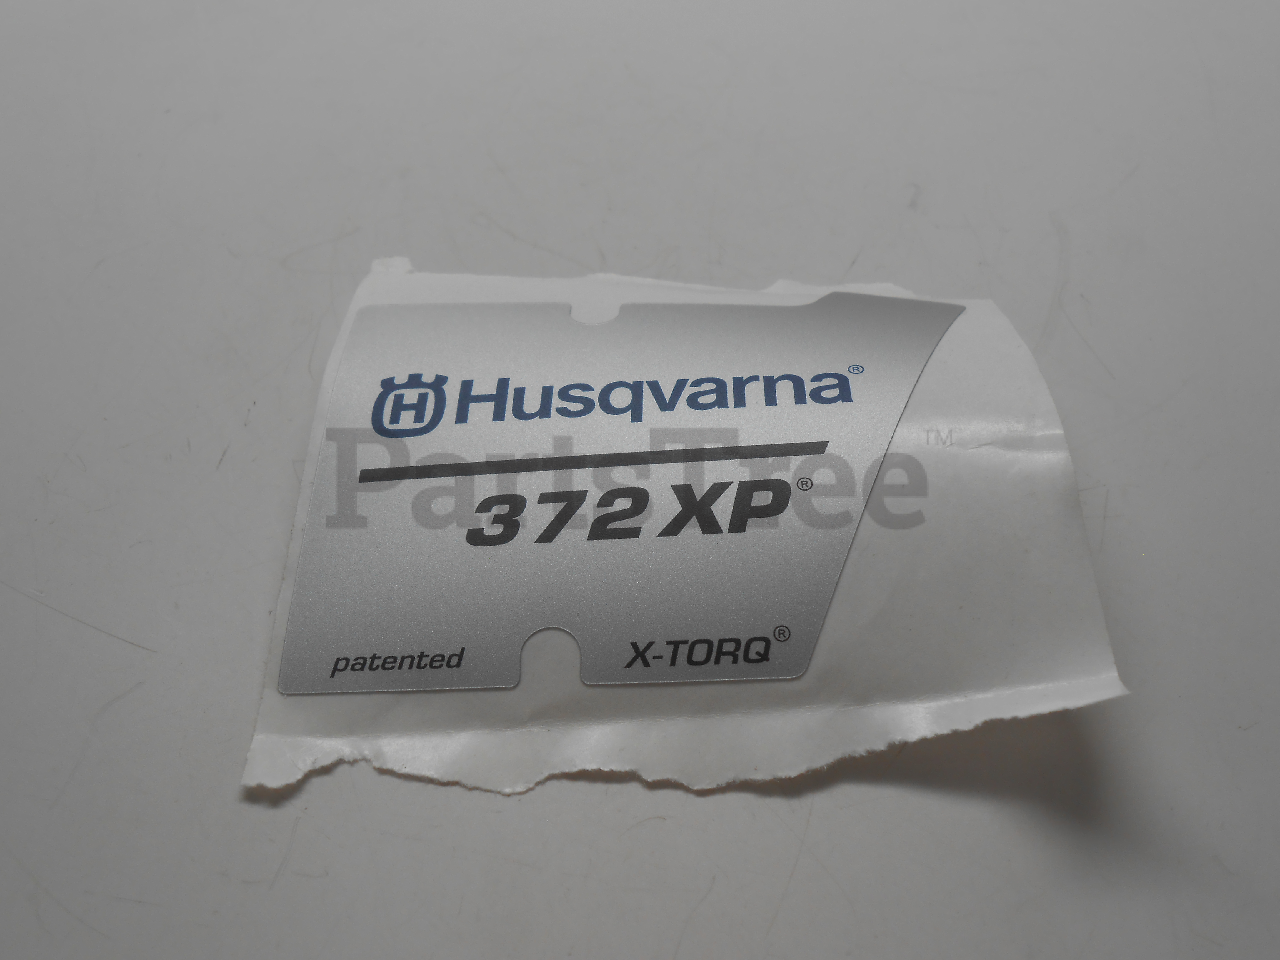 Husqvarna®
PartsTree™
372 XP®
patented
X-TORQ®